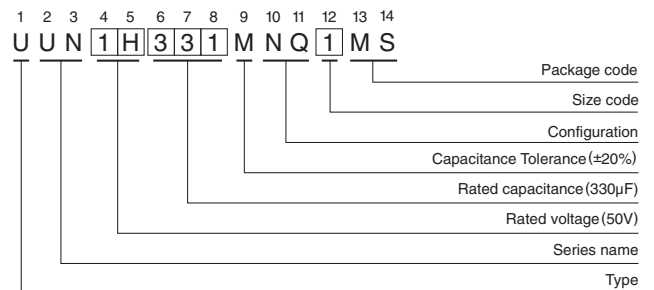 1 2 3 4 5 6 7 8 9 10 11 12 13 14
U U N 1 H 3 3 1 M N Q 1 M S
Package code
Size code
Configuration
Capacitance Tolerance (±20%)
Rated capacitance (330µF)
Rated voltage (50V)
Series name
Type